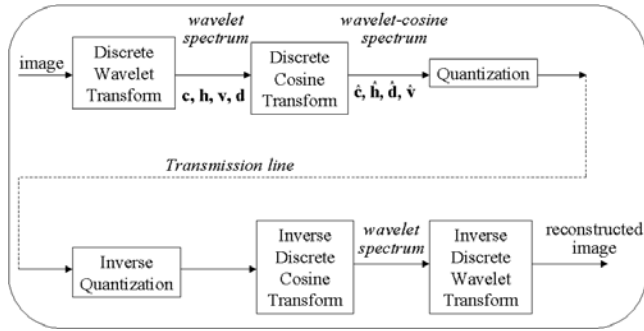 image
Discrete
Wavelet
Transform
wavelet
spectrum
c, h, v, d
Discrete
Cosine
Transform
wavelet-cosine
spectrum
ĉ, ĥ, d̂, v̂
Quantization
Transmission line
Inverse
Quantization
Inverse
Discrete
Cosine
Transform
wavelet
spectrum
Inverse
Discrete
Wavelet
Transform
reconstructed
image